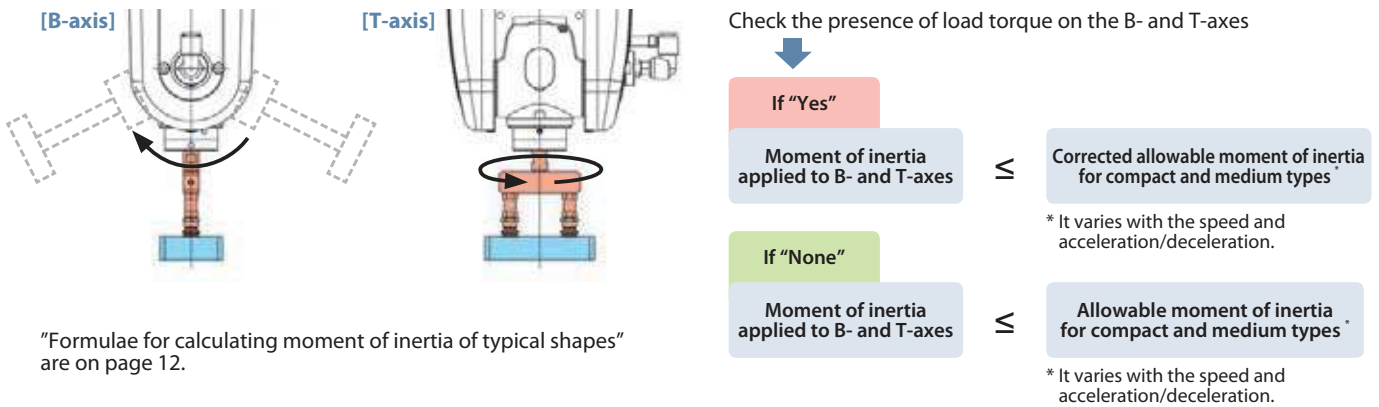 [B-axis]
[T-axis]
"Formulae for calculating moment of inertia of typical shapes"
are on page 12.
Check the presence of load torque on the B- and T-axes
If “Yes”
Moment of inertia
applied to B- and T-axes
≤
Corrected allowable moment of inertia
for compact and medium types *
* It varies with the speed and
acceleration/deceleration.
If “None”
Moment of inertia
applied to B- and T-axes
≤
Allowable moment of inertia
for compact and medium types *
* It varies with the speed and
acceleration/deceleration.